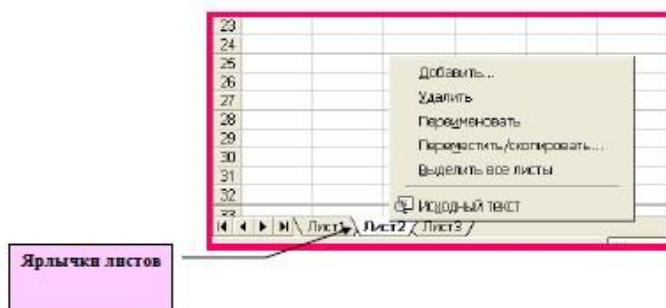 23
24
25
26
27
28
29
30
31
32
33
Добавить...
Удалить
Переименовать
Переместить/скопировать...
Выделить все листы
Исходный текст
Лист1 Лист2 Лист3
Ярлычки листов